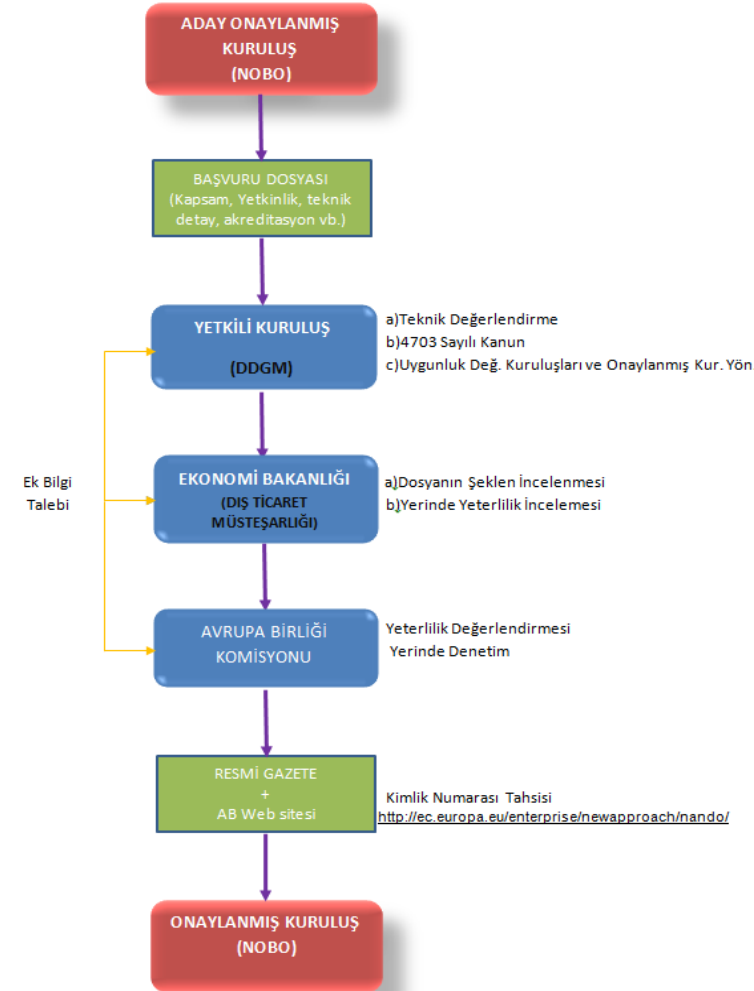 ADAY ONAYLANMIŞ
KURULUŞ
(NOBO)
BAŞVURU DOSYASI
(Kapsam, Yetkinlik, teknik
detay, akreditasyon vb.)
YETKİLİ KURULUŞ
(DDGM)
a)Teknik Değerlendirme
b)4703 Sayılı Kanun
c)Uygunluk Değ. Kuruluşları ve Onaylanmış Kur. Yön
Ek Bilgi
Talebi
EKONOMİ BAKANLIĞI
(DIŞ TİCARET
MÜSTEŞARLIĞI)
a)Dosyanın Şeklen İncelenmesi
b)Yerinde Yeterlilik İncelemesi
AVRUPA BİRLİĞİ
KOMİSYONU
Yeterlilik Değerlendirmesi
Yerinde Denetim
RESMİ GAZETE
+
AB Web sitesi
Kimlik Numarası Tahsisi
http://ec.europa.eu/enterprise/newapproach/nando/
ONAYLANMIŞ KURULUŞ
(NOBO)